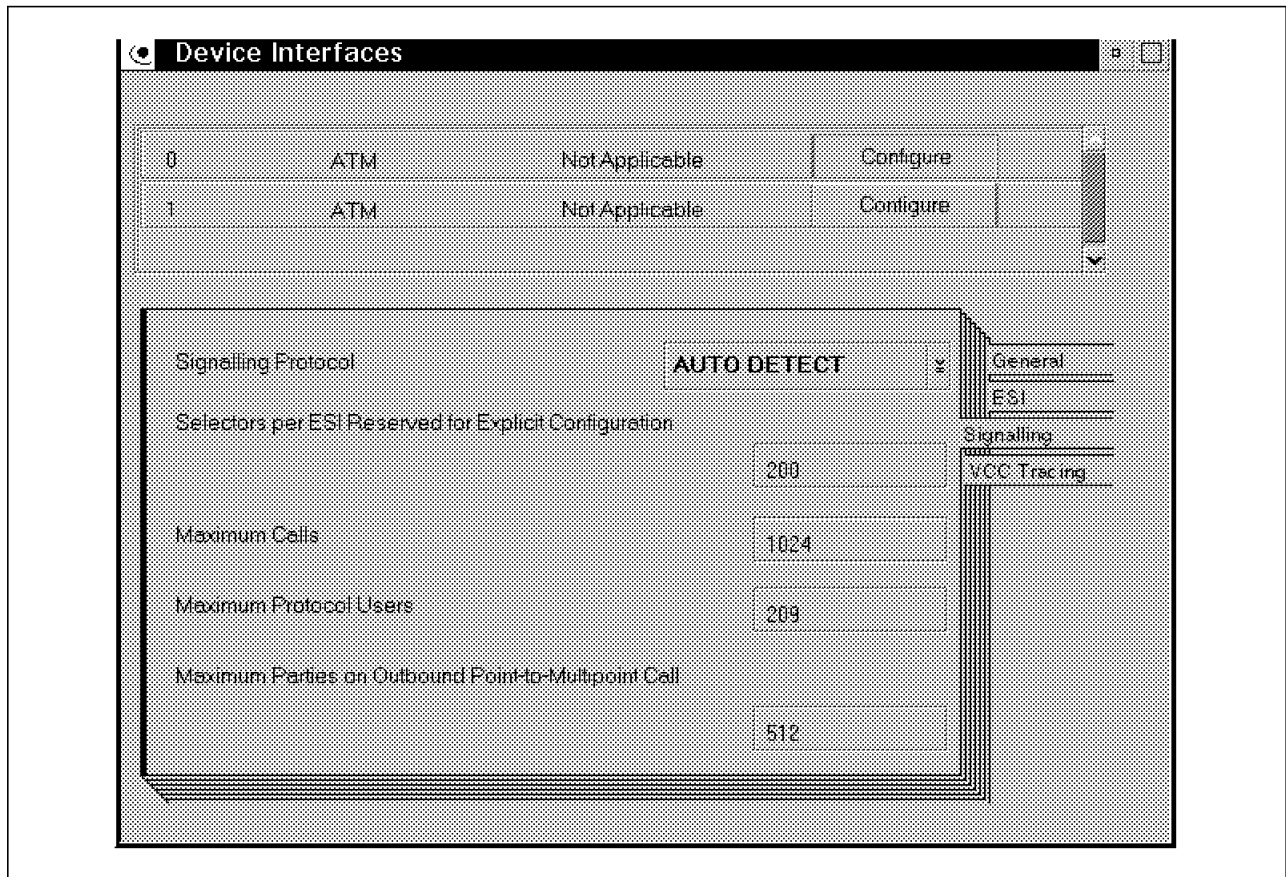 Device Interfaces
0 ATM Not Applicable Configure
1 ATM Not Applicable Configure
Signalling Protocol AUTO DETECT
General
ESI
Selectors per ESI Reserved for Explicit Configuration
Signalling
200
VCC Tracing
Maximum Calls
1024
Maximum Protocol Users
209
Maximum Parties on Outbound Point-to-Multipoint Call
512